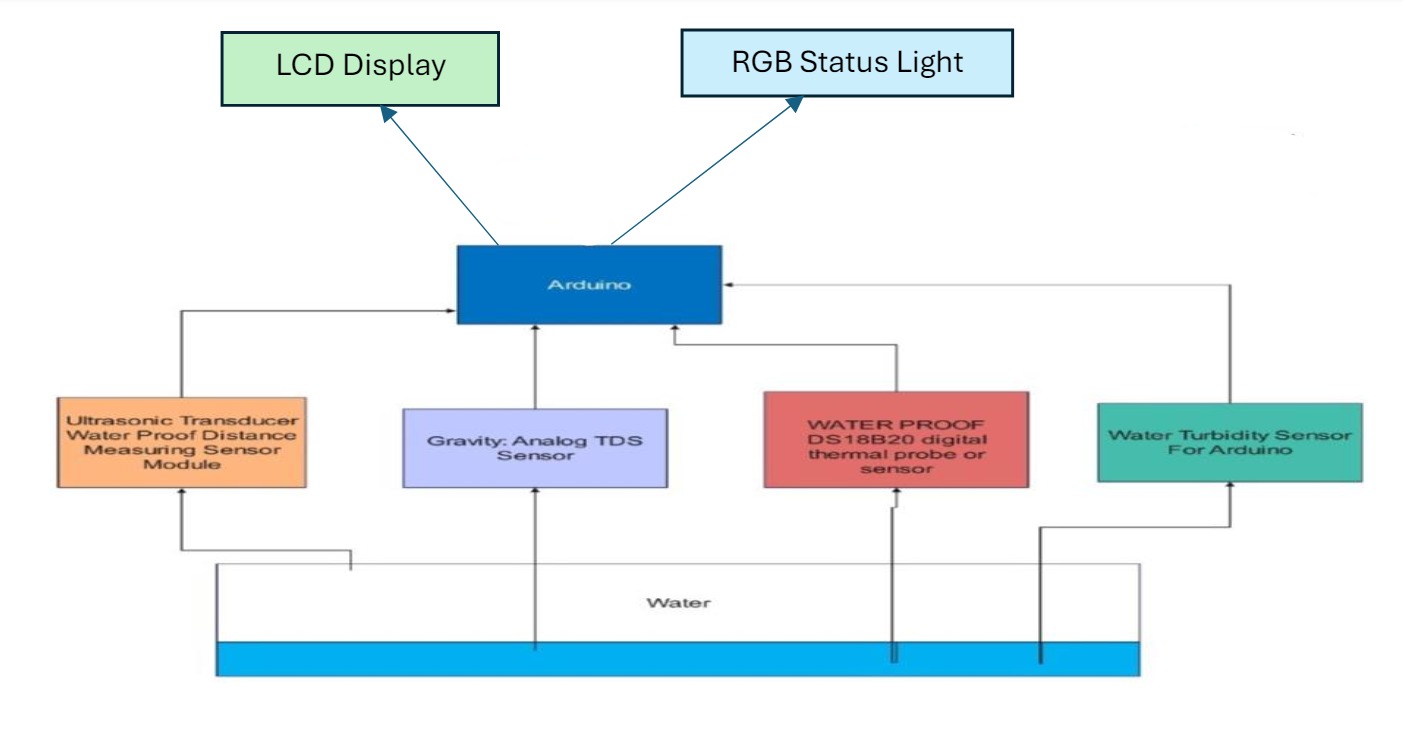 LCD Display
RGB Status Light
Arduino
Ultrasonic Transducer
Water Proof Distance
Measuring Sensor
Module
Gravity: Analog TDS
Sensor
WATER PROOF
DS18B20 digital
thermal probe or
sensor
Water Turbidity Sensor
For Arduino
Water